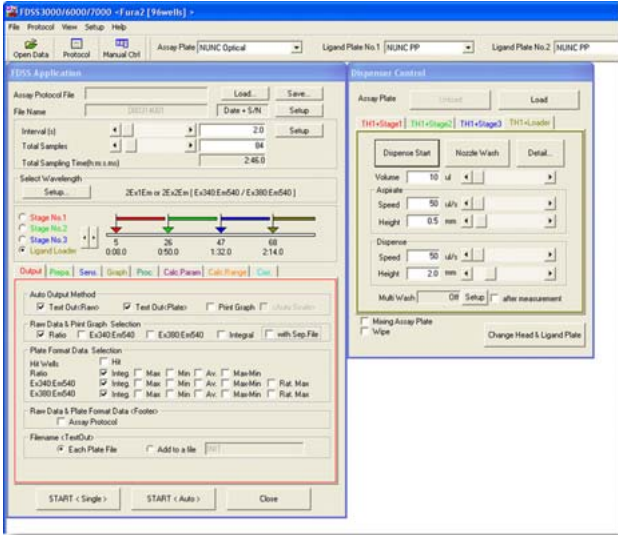 FDSS3000/6000/7000 <Fura2 [96wells] >
File Protocol View Setup Help
Open Data Protocol Manual Ctrl Assay Plate NUNC Optical Ligand Plate No.1 NUNC PP Ligand Plate No.2 NUNC PP
FDSS Application
Assay Protocol File Load... Save...
File Name Date + S/N Setup
Interval (s) 2.0 Setup
Total Samples 84
Total Sampling Time(h:m:s.ms) 2:46.0
Select Wavelength
Setup... 2Ex1Em or 2Ex2Em [ Ex340:Em540 / Ex380:Em540 ]
Stage No.1
Stage No.2
Stage No.3 5 26 47 68
Ligand Loader 0:08.0 0:50.0 1:32.0 2:14.0
Output Prepa. Sens. Graph Proc. Calc.Param Calc.Range Cor.
Auto Output Method
Text Out<Raw> Text Out<Plate> Print Graph <Auto Scale>
Raw Data & Print Graph Selection
Ratio Ex340:Em540 Ex380:Em540 Integral with Sep.File
Plate Format Data Selection
Hit Wells Hit
Ratio Integ. Max Min Av. Max-Min
Ex340:Em540 Integ. Max Min Av. Max-Min Rat. Max
Ex380:Em540 Integ. Max Min Av. Max-Min Rat. Max
Raw Data & Plate Format Data <Footer>
Assay Protocol
Filename <TextOut>
Each Plate File Add to a file
START < Single > START < Auto > Close
Dispenser Control
Assay Plate Unload Load
TH1+Stage1 TH1+Stage2 TH1+Stage3 TH1+Loader
Dispense Start Nozzle Wash Detail...
Volume 10 ul
Aspirate
Speed 50 ul/s
Height 0.5 mm
Dispense
Speed 50 ul/s
Height 2.0 mm
Multi Wash Off Setup after measurement
Mixing Assay Plate
Wipe Change Head & Ligand Plate